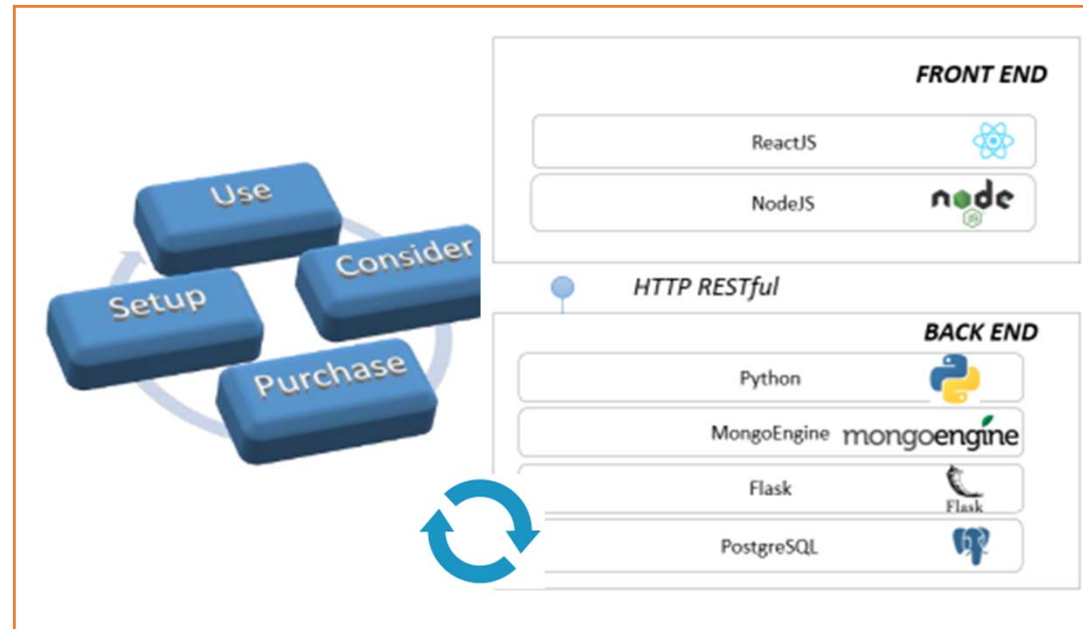 Use
Consider
Setup
Purchase
FRONT END
ReactJS
NodeJS node
JS
HTTP RESTful
BACK END
Python
MongoEngine mongoengine
Flask
Flask
PostgreSQL